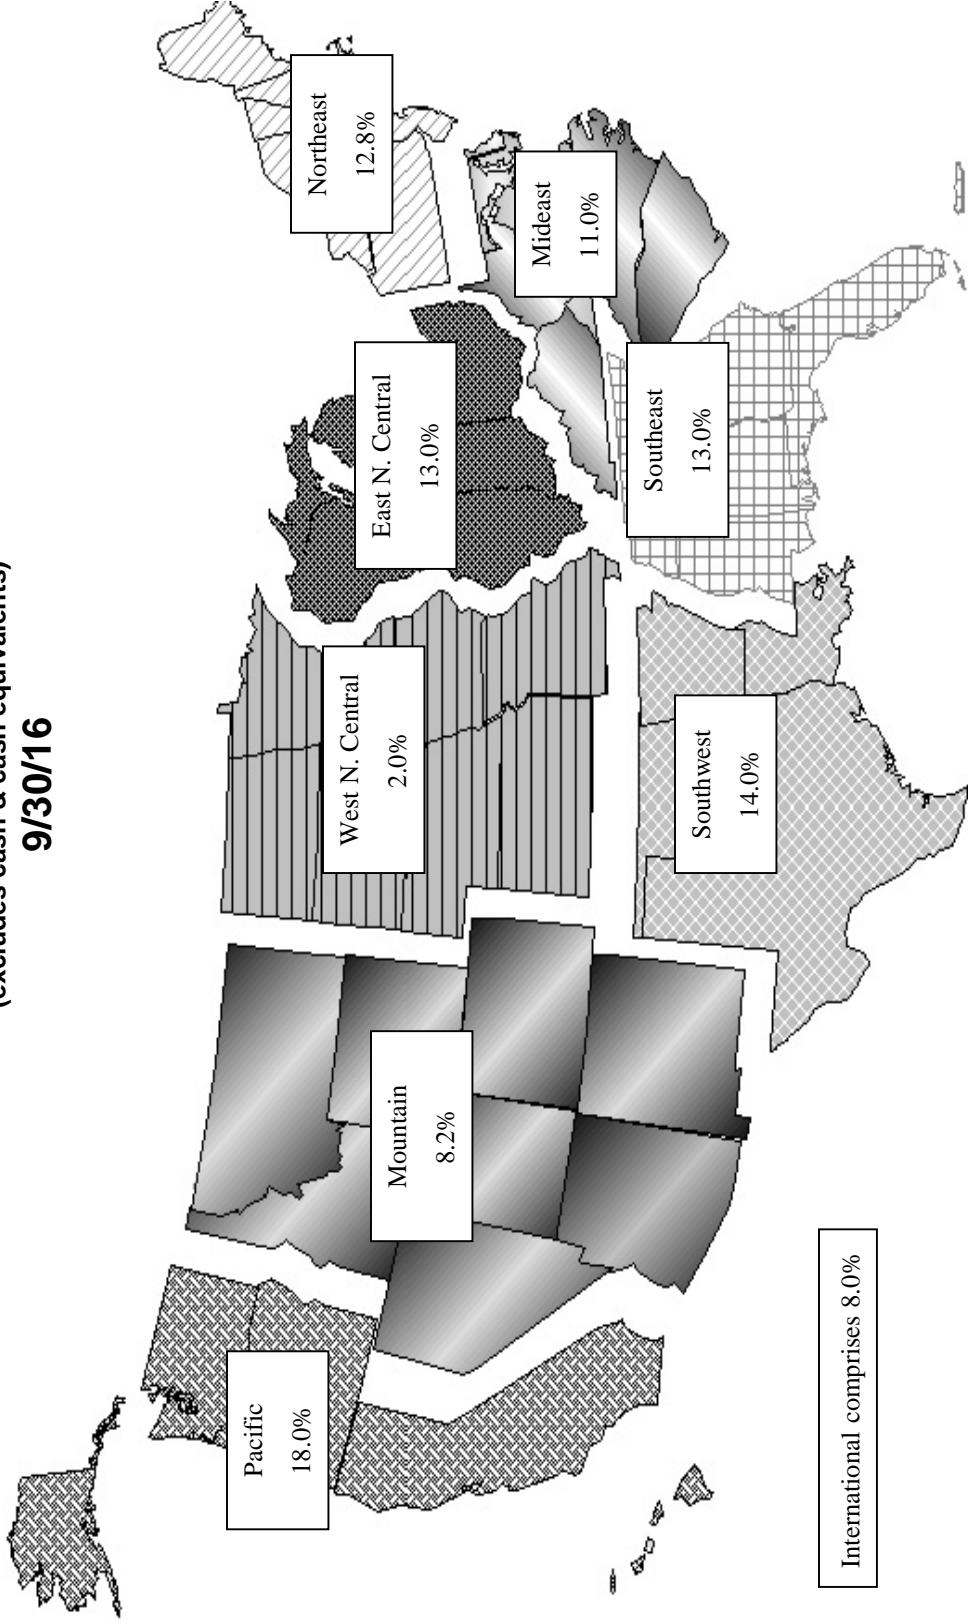 (excludes cash & cash equivalents)
9/30/16
Northeast
12.8%
Mideast
11.0%
East N. Central
13.0%
Southeast
13.0%
West N. Central
2.0%
Southwest
14.0%
Mountain
8.2%
Pacific
18.0%
International comprises 8.0%